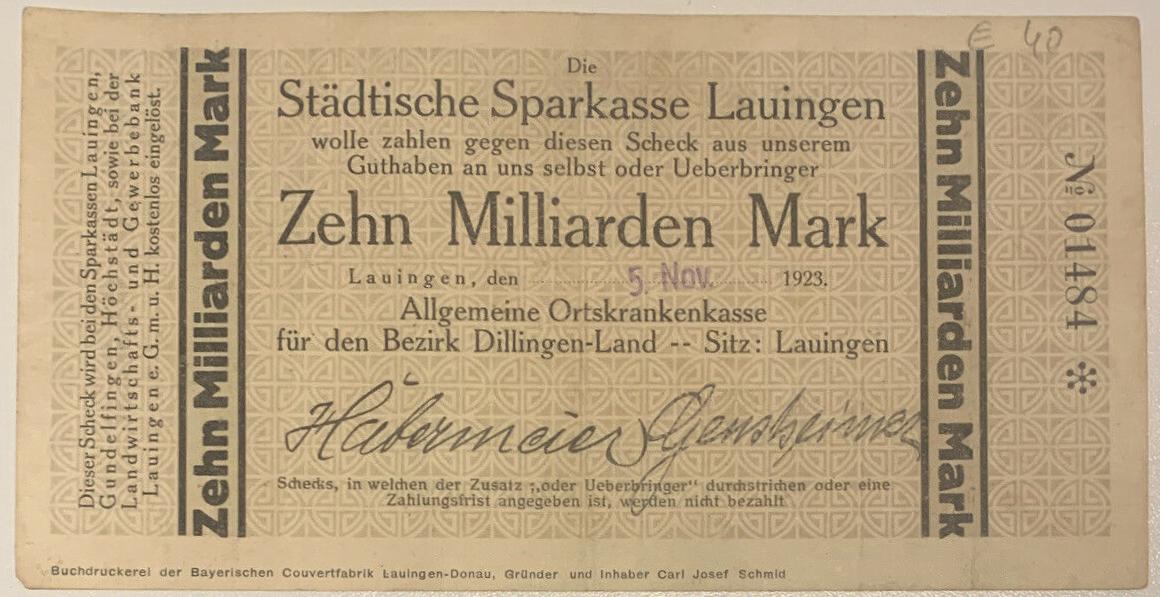 € 40
Dieser Scheck wird bei den Sparkassen Lauingen,
Gundelfingen, Höchstädt, sowie bei der
Landwirtschafts- und Gewerbebank
Lauingen e. G. m. u. H. kostenlos eingelöst.
Zehn Milliarden Mark
Die
Städtische Sparkasse Lauingen
wolle zahlen gegen diesen Scheck aus unserem
Guthaben an uns selbst oder Ueberbringer
Zehn Milliarden Mark
Lauingen, den 5. Nov. 1923.
Allgemeine Ortskrankenkasse
für den Bezirk Dillingen-Land -- Sitz: Lauingen
Habermeier Gensheimer
Schecks, in welchen der Zusatz „oder Ueberbringer“ durchstrichen oder eine
Zahlungsfrist angegeben ist, werden nicht bezahlt
Zehn Milliarden Mark
№ 01484 *
Buchdruckerei der Bayerischen Couvertfabrik Lauingen-Donau, Gründer und Inhaber Carl Josef Schmid